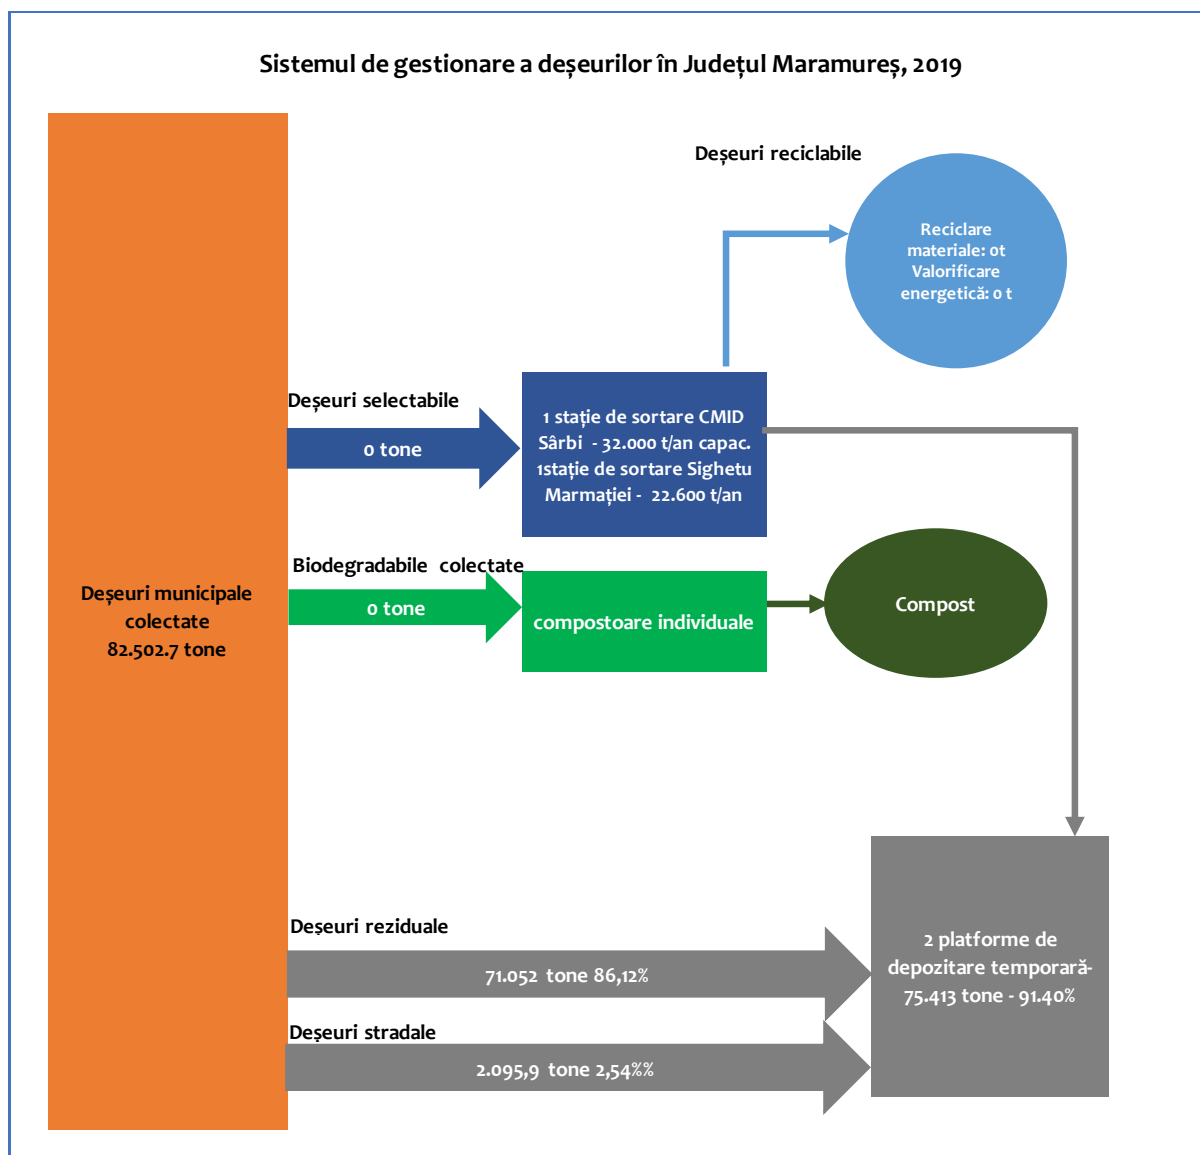 Sistemul de gestionare a deșeurilor în Județul Maramureș, 2019
Deșeuri reciclabile
Reciclare
materiale: 0t
Valorificare
energetică: 0 t
Deșeuri selectabile
0 tone
1 stație de sortare CMID
Sârbi - 32.000 t/an capac.
1stație de sortare Sighetu
Marmației - 22.600 t/an
Biodegradabile colectate
0 tone
compostoare individuale
Compost
Deșeuri municipale
colectate
82.502.7 tone
Deșeuri reziduale
71.052 tone 86,12%
2 platforme de
depozitare temporară-
75.413 tone - 91.40%
Deșeuri stradale
2.095,9 tone 2,54%%